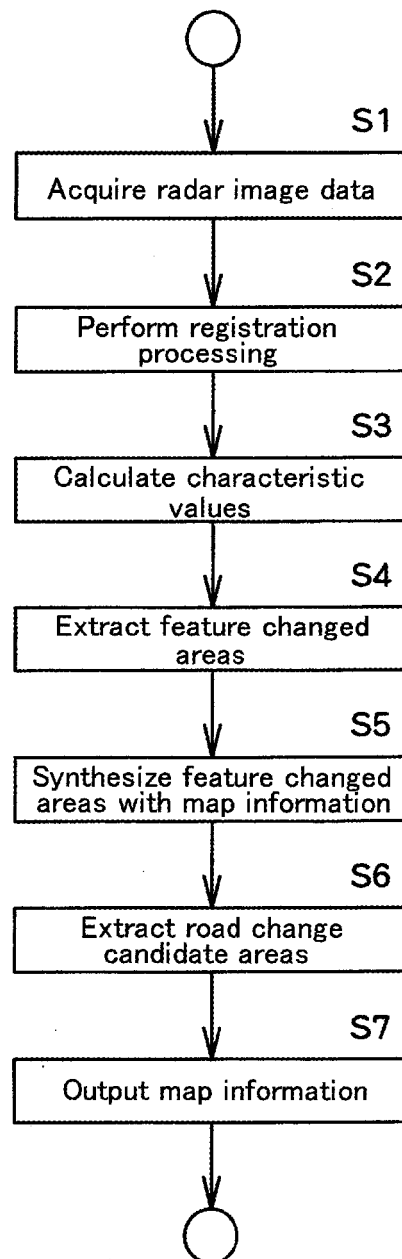 S1
Acquire radar image data
S2
Perform registration
processing
S3
Calculate characteristic
values
S4
Extract feature changed
areas
S5
Synthesize feature changed
areas with map information
S6
Extract road change
candidate areas
S7
Output map information